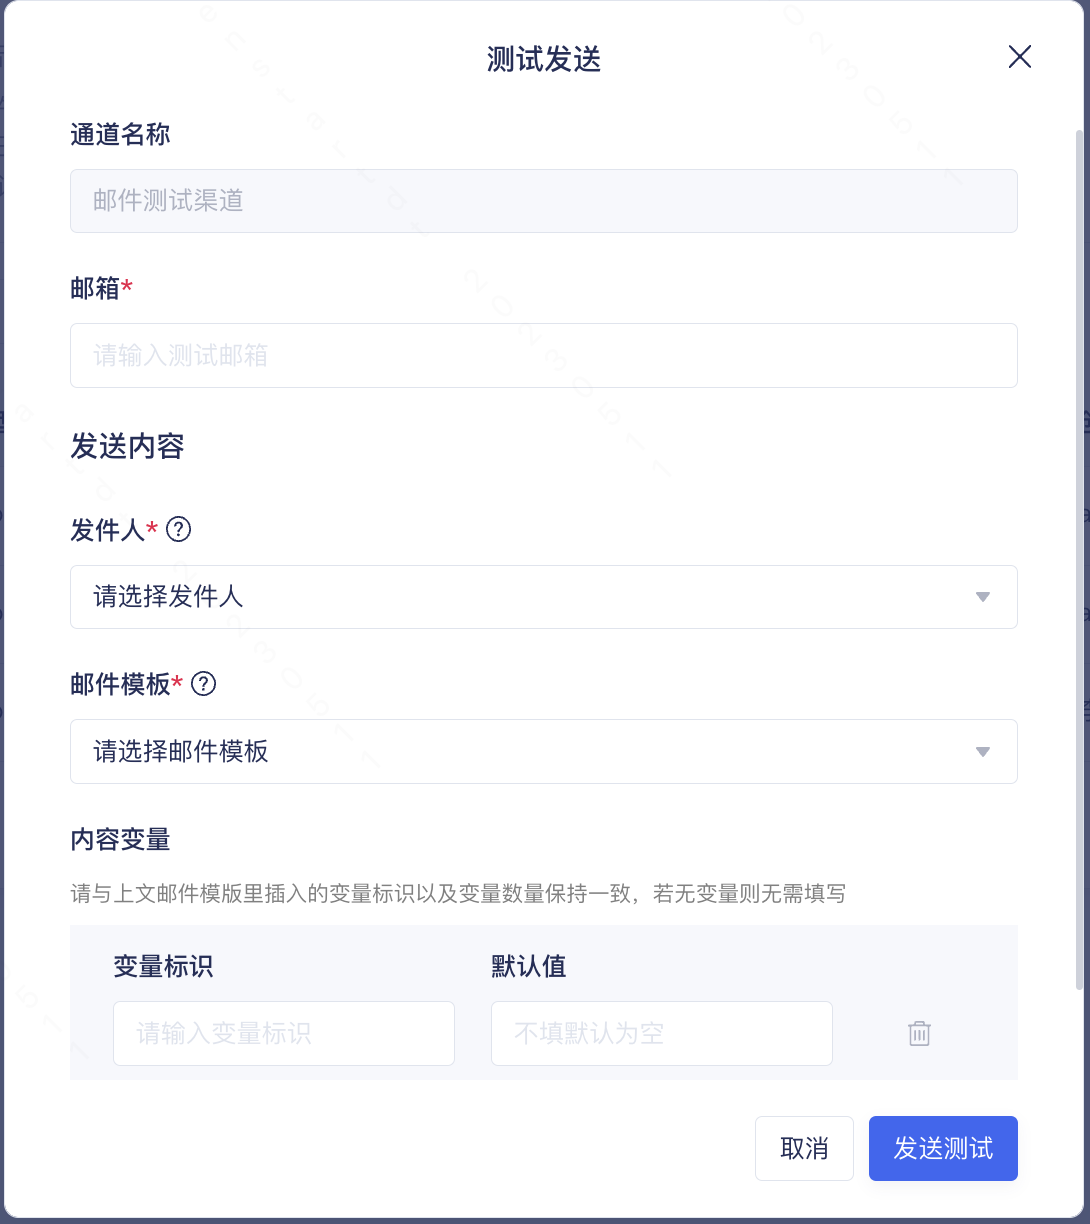 测试发送
通道名称
邮件测试渠道
邮箱*
请输入测试邮箱
发送内容
发件人*
请选择发件人
邮件模板*
请选择邮件模板
内容变量
请与上文邮件模版里插入的变量标识以及变量数量保持一致，若无变量则无需填写
变量标识 默认值
请输入变量标识 不填默认为空
取消 发送测试